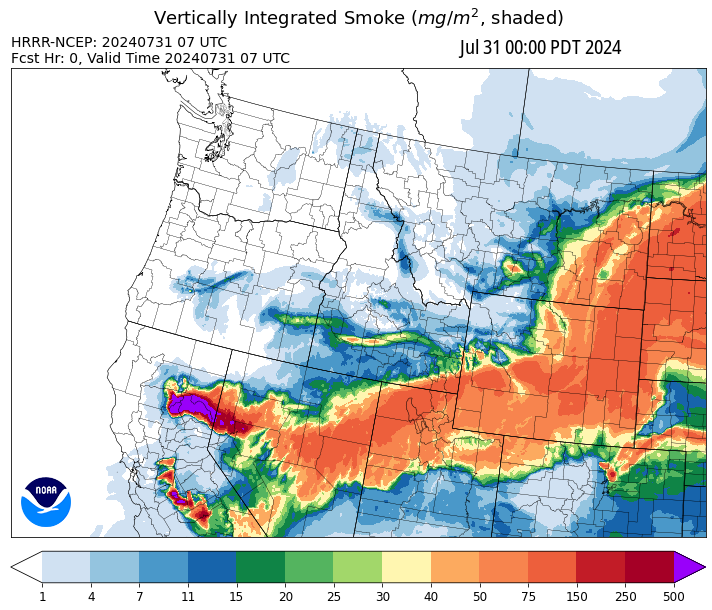 Vertically Integrated Smoke (mg/m², shaded)
HRRR-NCEP: 20240731 07 UTC
Jul 31 00:00 PDT 2024
Fcst Hr: 0, Valid Time 20240731 07 UTC
NOAA
1 4 7 11 15 20 25 30 40 50 75 150 250 500